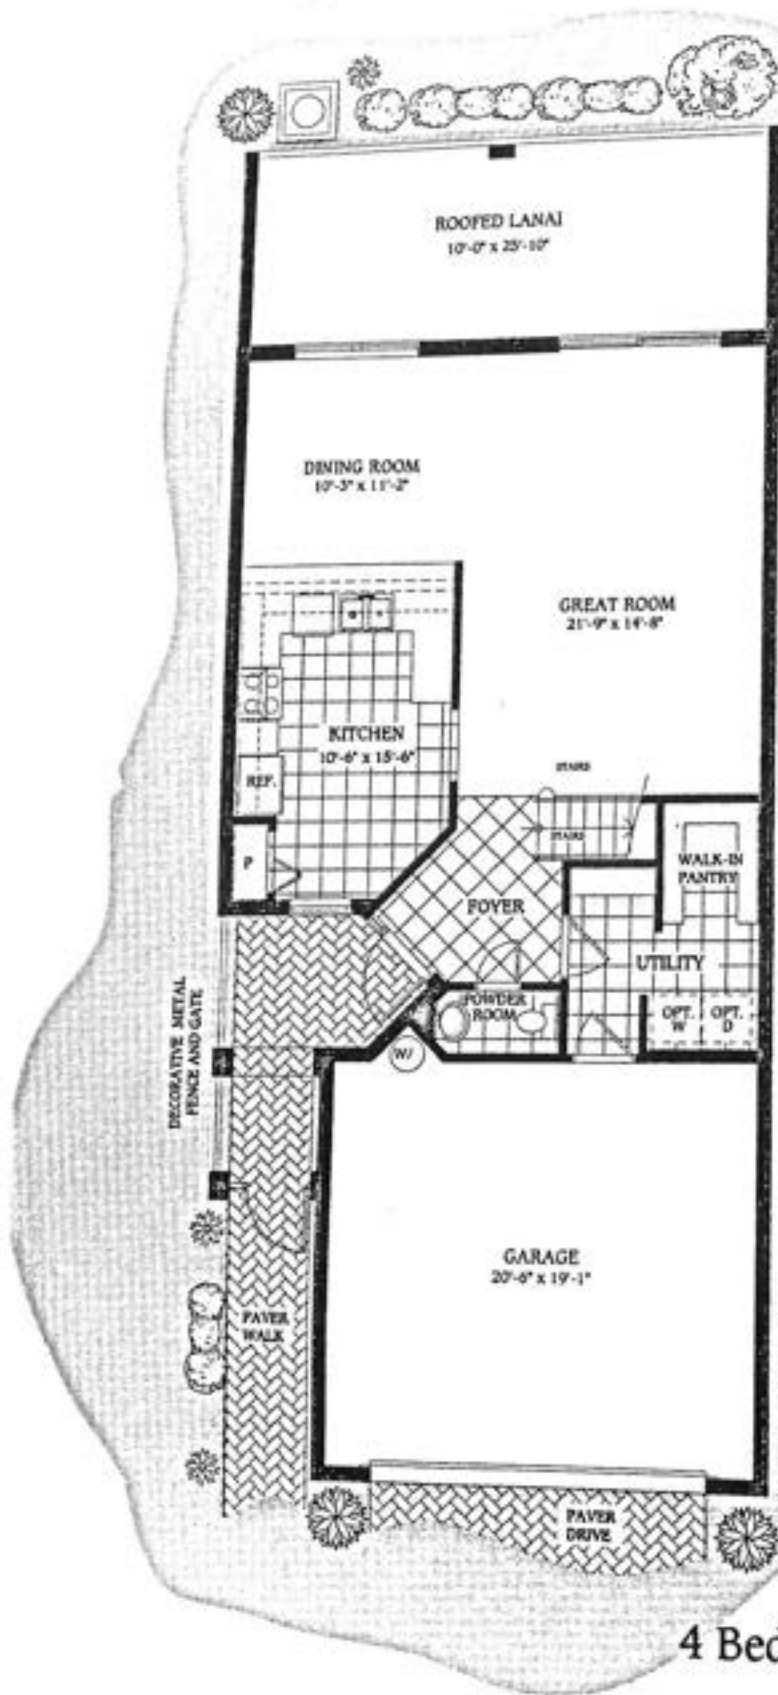 ROOFED LANAI
10'-0" x 25'-10"
DINING ROOM
10'-3" x 11'-2"
GREAT ROOM
21'-9" x 14'-8"
KITCHEN
10'-6" x 15'-6"
REF.
STAIRS
STAIRS
P
WALK-IN
PANTRY
FOYER
UTILITY
POWDER
ROOM
OPT.
W
OPT.
D
W/
DECORATIVE METAL
FENCE AND GATE
GARAGE
20'-6" x 19'-1"
PAVER
WALK
PAVER
DRIVE
4 Bed